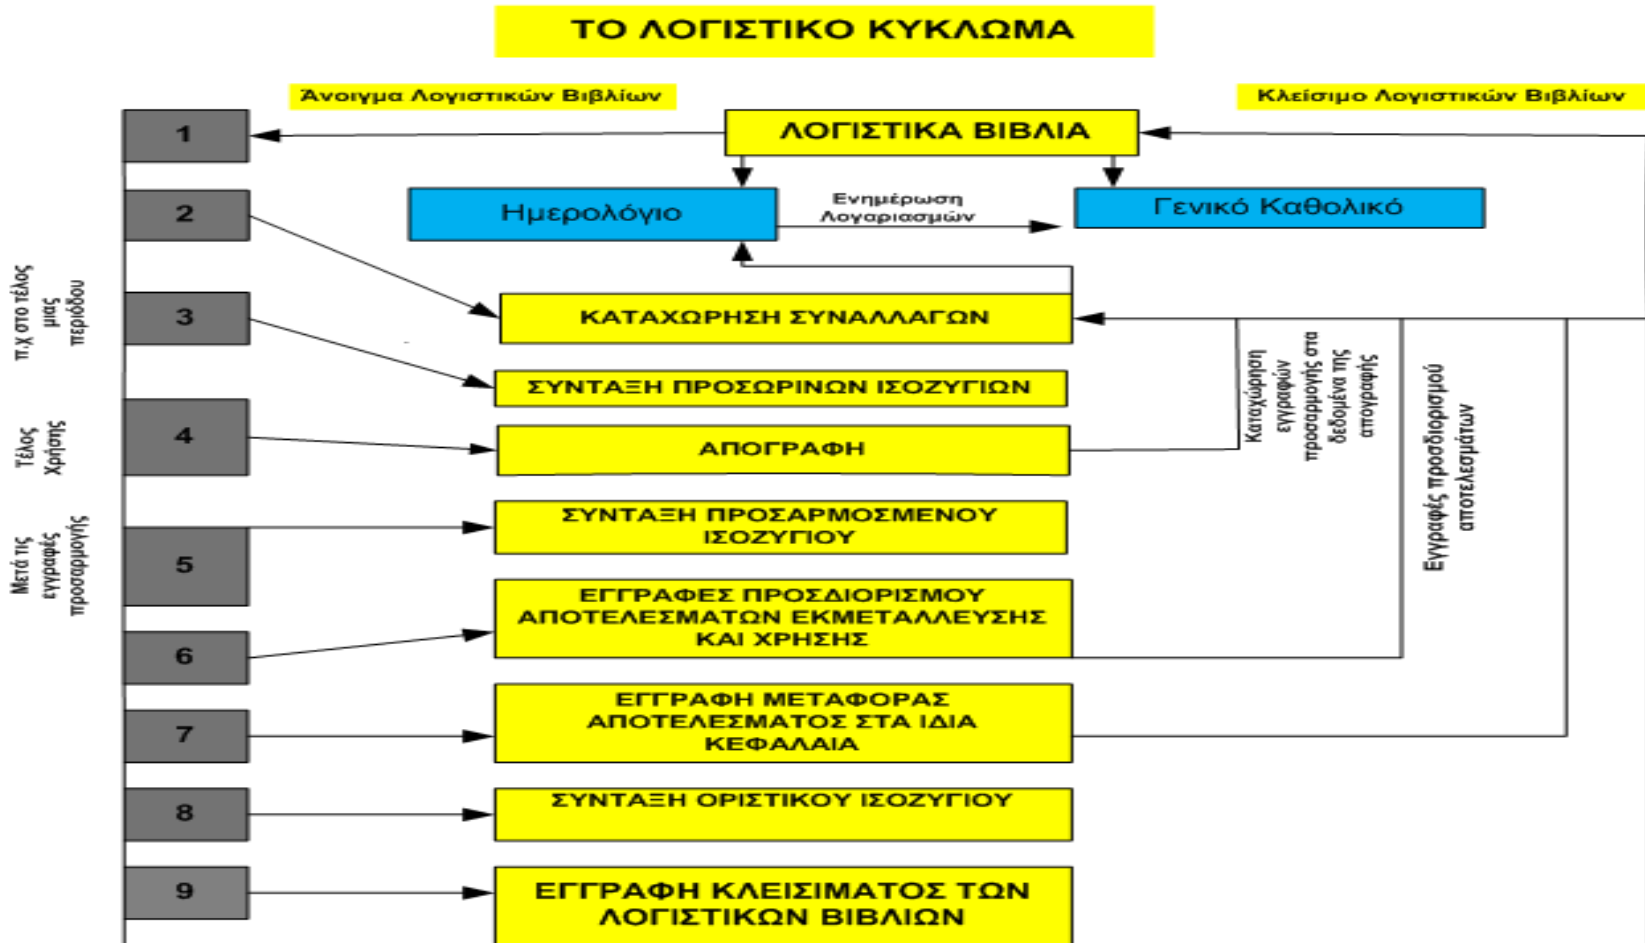 ΤΟ ΛΟΓΙΣΤΙΚΟ ΚΥΚΛΩΜΑ
Άνοιγμα Λογιστικών Βιβλίων
Κλείσιμο Λογιστικών Βιβλίων
1
ΛΟΓΙΣΤΙΚΑ ΒΙΒΛΙΑ
2
Ημερολόγιο
Ενημέρωση
Λογαριασμών
Γενικό Καθολικό
π.χ στο τέλος
μιας
περιόδου
3
ΚΑΤΑΧΩΡΗΣΗ ΣΥΝΑΛΛΑΓΩΝ
ΣΥΝΤΑΞΗ ΠΡΟΣΩΡΙΝΩΝ ΙΣΟΖΥΓΙΩΝ
Καταχώρηση
εγγραφών
προσαρμογής στα
δεδομένα της
απογραφής
Εγγραφές προσδιορισμού
αποτελεσμάτων
Τέλος
Χρήσης
4
ΑΠΟΓΡΑΦΗ
Μετά τις
εγγραφές
προσαρμογής
5
ΣΥΝΤΑΞΗ ΠΡΟΣΑΡΜΟΣΜΕΝΟΥ
ΙΣΟΖΥΓΙΟΥ
6
ΕΓΓΡΑΦΕΣ ΠΡΟΣΔΙΟΡΙΣΜΟΥ
ΑΠΟΤΕΛΕΣΜΑΤΩΝ ΕΚΜΕΤΑΛΛΕΥΣΗΣ
ΚΑΙ ΧΡΗΣΗΣ
7
ΕΓΓΡΑΦΗ ΜΕΤΑΦΟΡΑΣ
ΑΠΟΤΕΛΕΣΜΑΤΟΣ ΣΤΑ ΙΔΙΑ
ΚΕΦΑΛΑΙΑ
8
ΣΥΝΤΑΞΗ ΟΡΙΣΤΙΚΟΥ ΙΣΟΖΥΓΙΟΥ
9
ΕΓΓΡΑΦΗ ΚΛΕΙΣΙΜΑΤΟΣ ΤΩΝ
ΛΟΓΙΣΤΙΚΩΝ ΒΙΒΛΙΩΝ